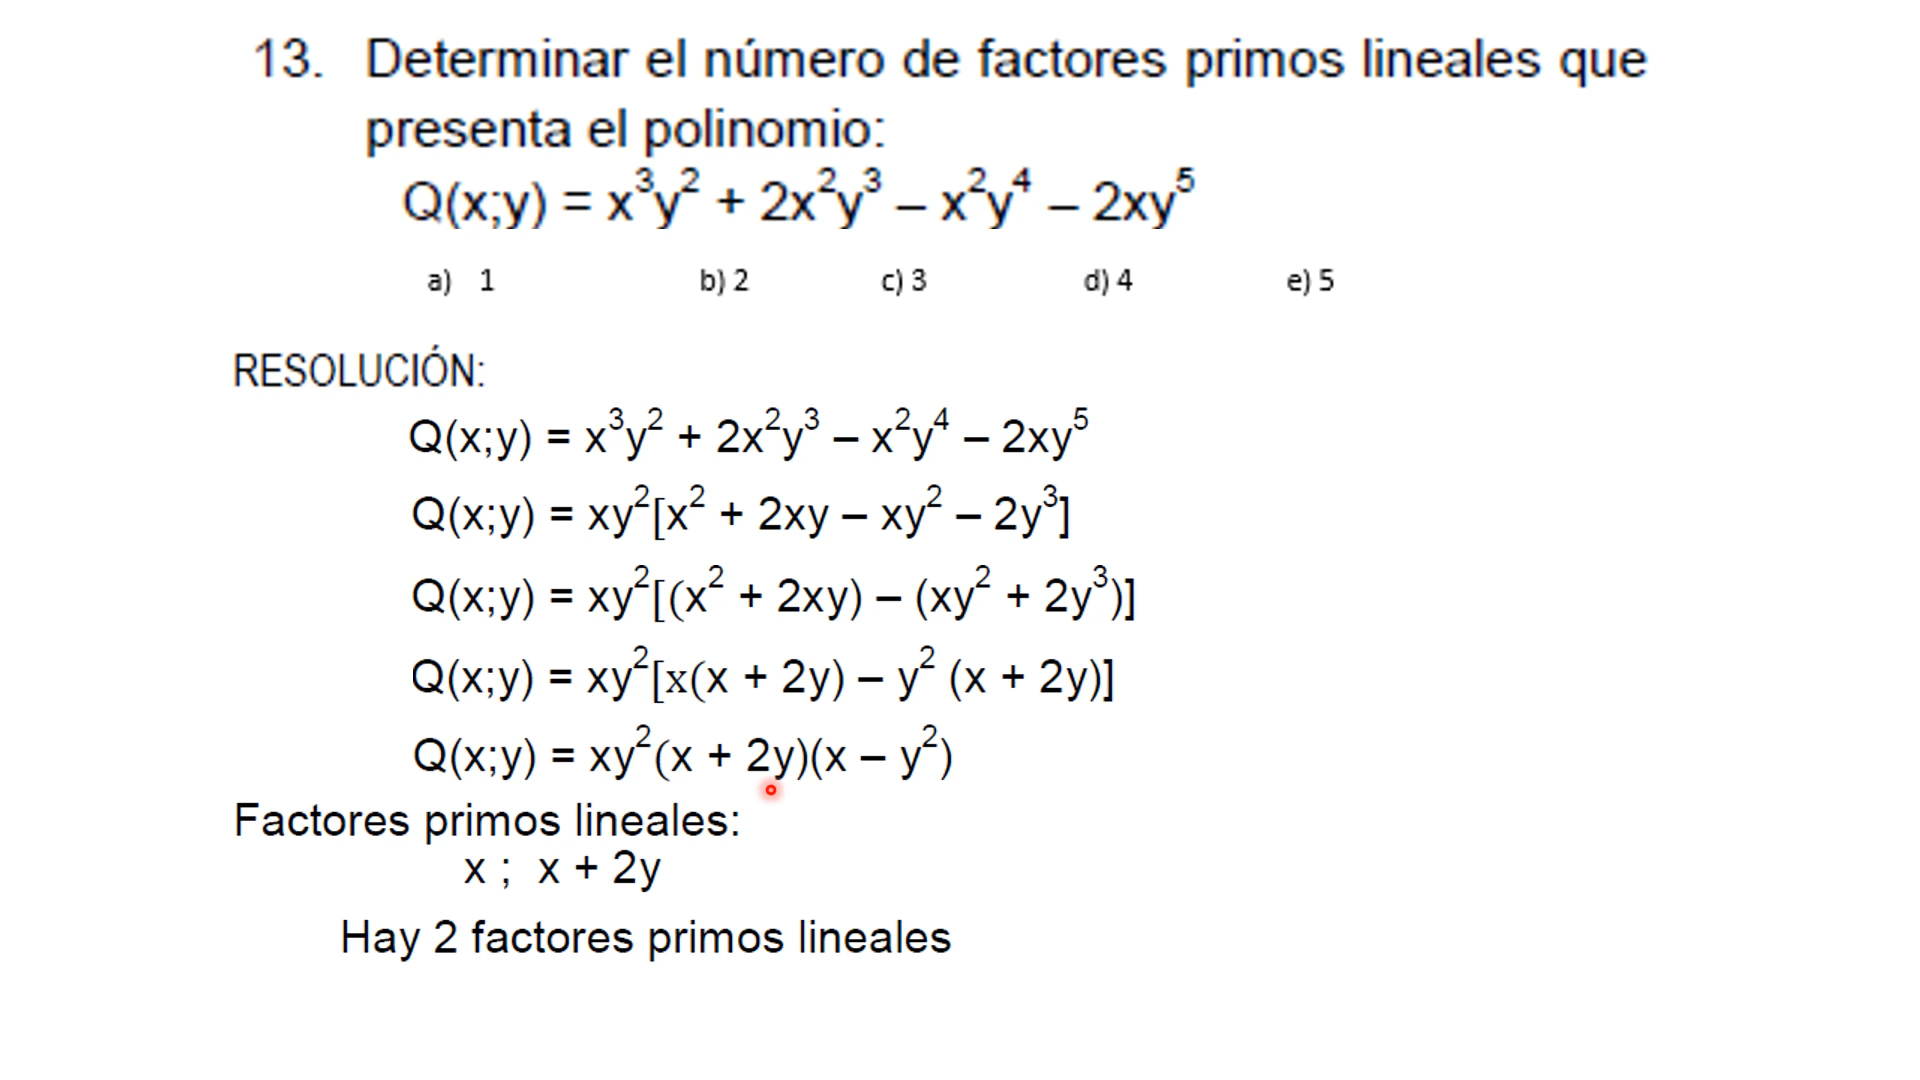 13. Determinar el número de factores primos lineales que
presenta el polinomio:
Q(x;y) = x³y² + 2x²y³ – x²y⁴ – 2xy⁵
a) 1 b) 2 c) 3 d) 4 e) 5
RESOLUCIÓN:
Q(x;y) = x³y² + 2x²y³ – x²y⁴ – 2xy⁵
Q(x;y) = xy²[x² + 2xy – xy² – 2y³]
Q(x;y) = xy²[(x² + 2xy) – (xy² + 2y³)]
Q(x;y) = xy²[x(x + 2y) – y² (x + 2y)]
Q(x;y) = xy²(x + 2y)(x – y²)
Factores primos lineales:
x ; x + 2y
Hay 2 factores primos lineales